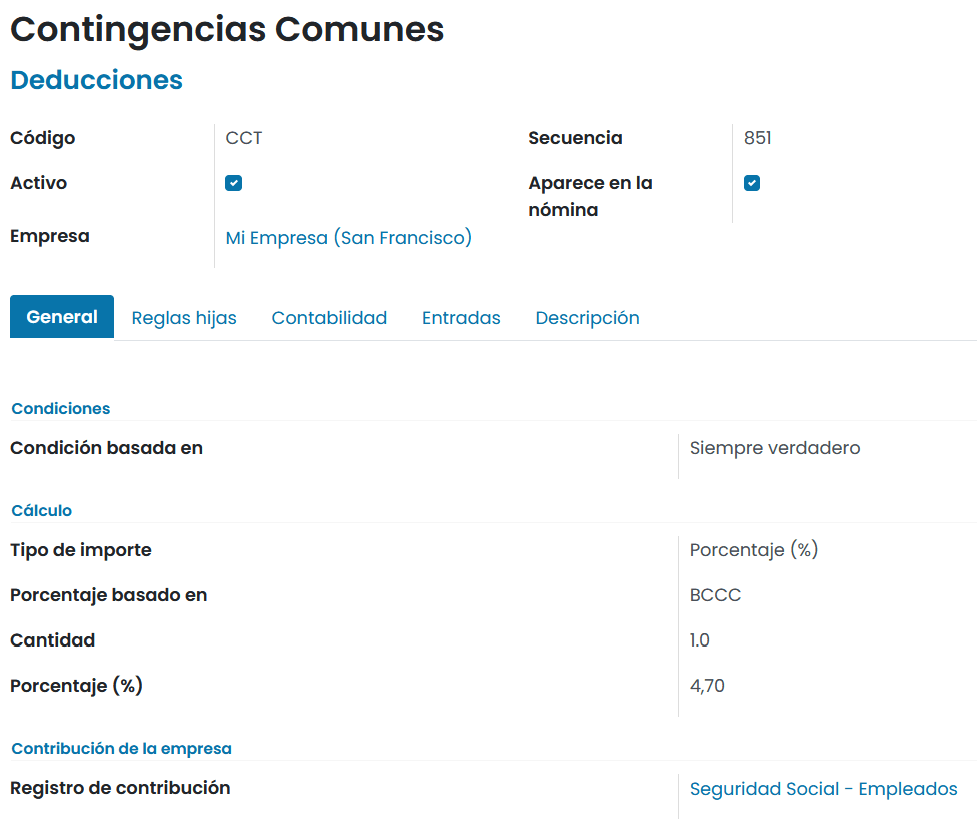 Contingencias Comunes
Deducciones
Código CCT
Secuencia 851
Activo
Aparece en la
nómina
Empresa Mi Empresa (San Francisco)
General Reglas hijas Contabilidad Entradas Descripción
Condiciones
Condición basada en Siempre verdadero
Cálculo
Tipo de importe Porcentaje (%)
Porcentaje basado en BCCC
Cantidad 1.0
Porcentaje (%) 4,70
Contribución de la empresa
Registro de contribución Seguridad Social - Empleados